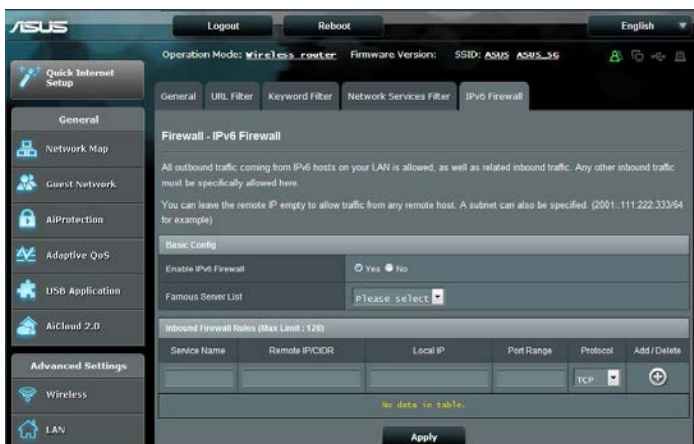 ASUS
Logout
Reboot
English
Operation Mode: Wireless router Firmware Version: SSID: ASUS ASUS_5G
Quick Internet
Setup
General
Network Map
Guest Network
AiProtection
Adaptive QoS
USB Application
AiCloud 2.0
Advanced Settings
Wireless
LAN
General
URL Filter
Keyword Filter
Network Services Filter
IPv6 Firewall
Firewall - IPv6 Firewall
All outbound traffic coming from IPv6 hosts on your LAN is allowed, as well as related inbound traffic. Any other inbound traffic
must be specifically allowed here.
You can leave the remote IP empty to allow traffic from any remote host. A subnet can also be specified. (2001::111:222:333/64
for example)
Basic Config
Enable IPv6 Firewall
Yes No
Famous Server List
Please select
Inbound Firewall Rules (Max Limit : 128)
Service Name Remote IP/CIDR Local IP Port Range Protocol Add / Delete
TCP
No data in table.
Apply